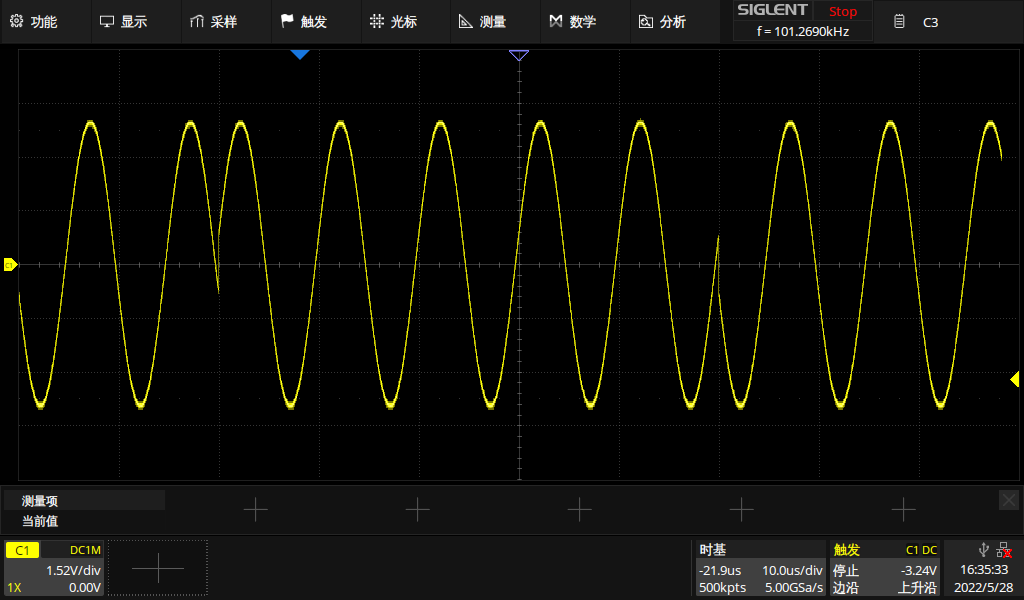 功能 显示 采样 触发 光标 测量 数学 分析 SIGLENT Stop C3
f = 101.2690kHz
C1
测量项
当前值
C1 DC1M 时基 触发 C1 DC
1.52V/div -21.9us 10.0us/div 停止 -3.24V 16:35:33
1X 0.00V 500kpts 5.00GSa/s 边沿 上升沿 2022/5/28